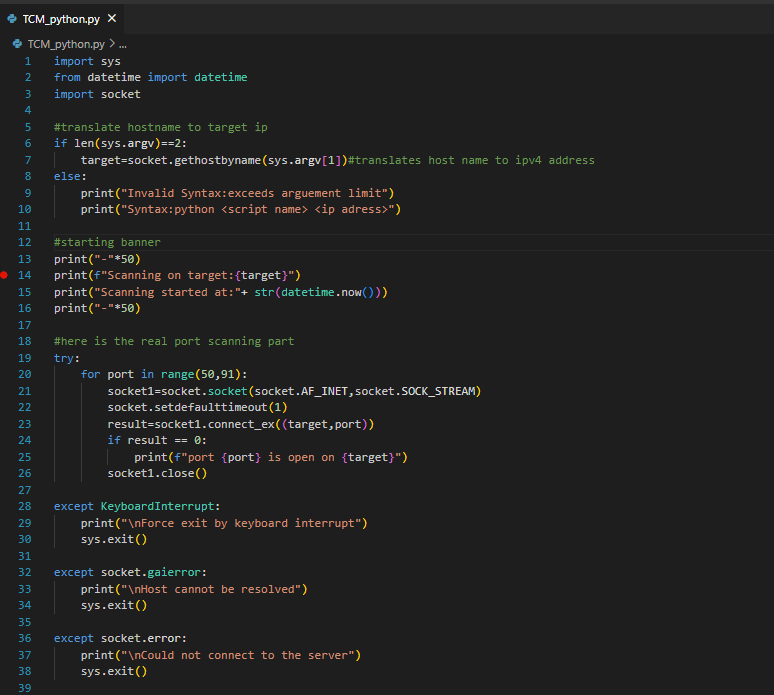 TCM_python.py ×
TCM_python.py > ...
1 import sys
2 from datetime import datetime
3 import socket
4
5 #translate hostname to target ip
6 if len(sys.argv)==2:
7     target=socket.gethostbyname(sys.argv[1])#translates host name to ipv4 address
8 else:
9     print("Invalid Syntax:exceeds arguement limit")
10     print("Syntax:python <script name> <ip adress>")
11
12 #starting banner
13 print("-"*50)
14 print(f"Scanning on target:{target}")
15 print("Scanning started at:"+ str(datetime.now()))
16 print("-"*50)
17
18 #here is the real port scanning part
19 try:
20     for port in range(50,91):
21         socket1=socket.socket(socket.AF_INET,socket.SOCK_STREAM)
22         socket.setdefaulttimeout(1)
23         result=socket1.connect_ex((target,port))
24         if result == 0:
25             print(f"port {port} is open on {target}")
26         socket1.close()
27
28 except KeyboardInterrupt:
29     print("\nForce exit by keyboard interrupt")
30     sys.exit()
31
32 except socket.gaierror:
33     print("\nHost cannot be resolved")
34     sys.exit()
35
36 except socket.error:
37     print("\nCould not connect to the server")
38     sys.exit()
39